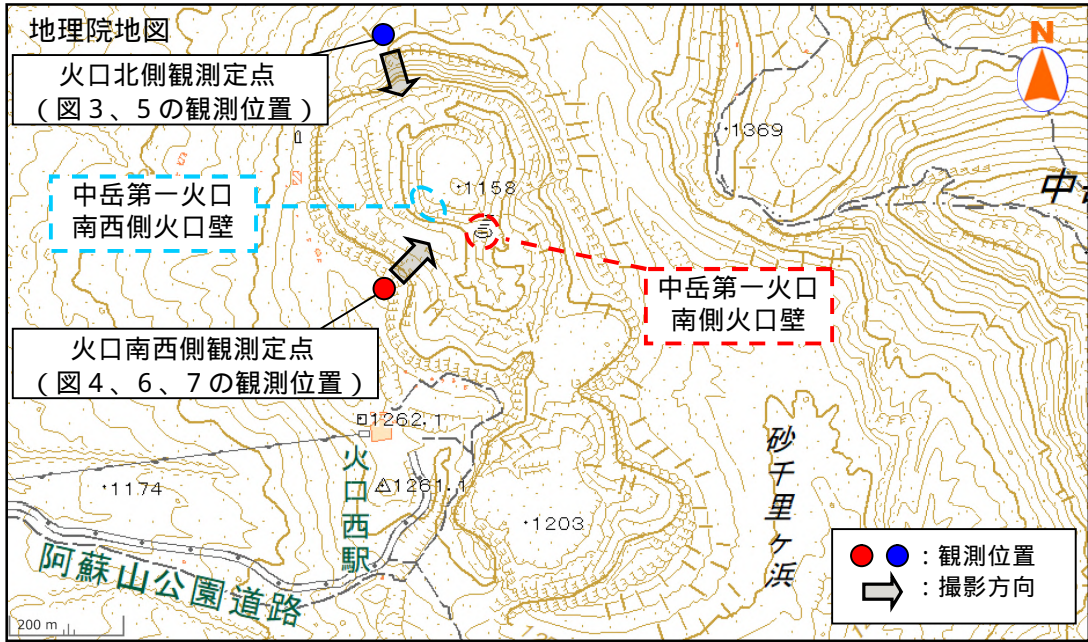 地理院地図
火口北側観測定点
(図3、5の観測位置)
N
1369
中岳第一火口
南西側火口壁
1158
中
中岳第一火口
南側火口壁
火口南西側観測定点
(図4、6、7の観測位置)
1262.1
火口西駅
1174
1261.1
1203
砂千里ヶ浜
阿蘇山公園道路
:観測位置
:撮影方向
200 m